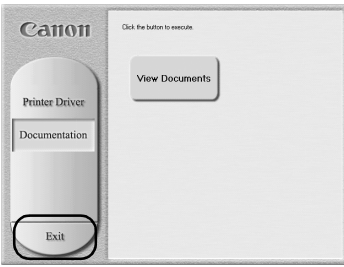 Canon
Click the button to execute.
View Documents
Printer Driver
Documentation
Exit